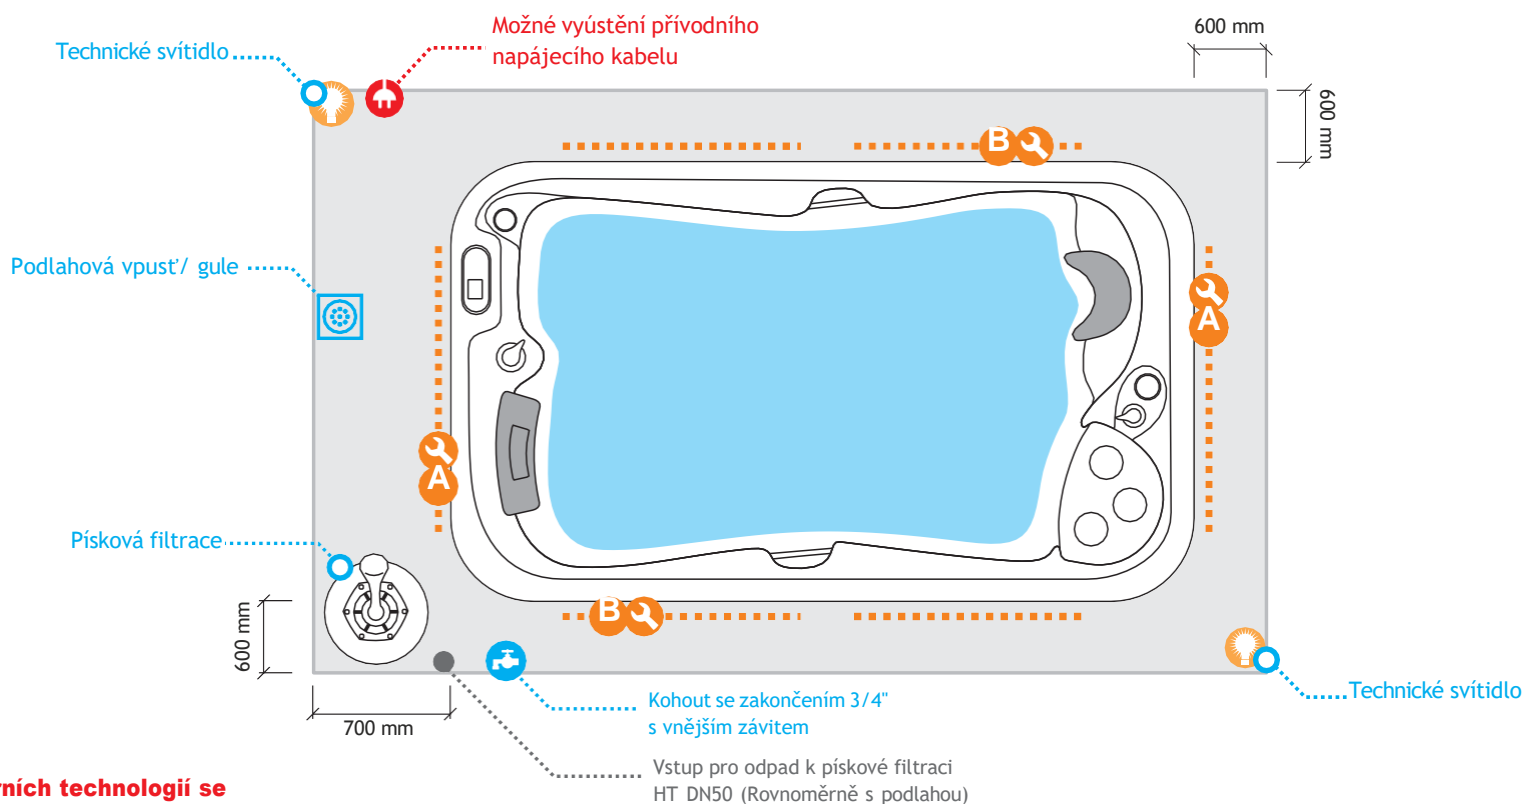 Možné vyústění přívodního
napájecího kabelu
600 mm
Technické svítidlo
600 mm
B
Podlahová vpusť/ gule
A
A
Písková filtrace
B
600 mm
Technické svítidlo
Kohout se zakončením 3/4"
s vnějším závitem
700 mm
Vstup pro odpad k pískové filtraci
HT DN50 (Rovnoměrně s podlahou)
rních technologií se